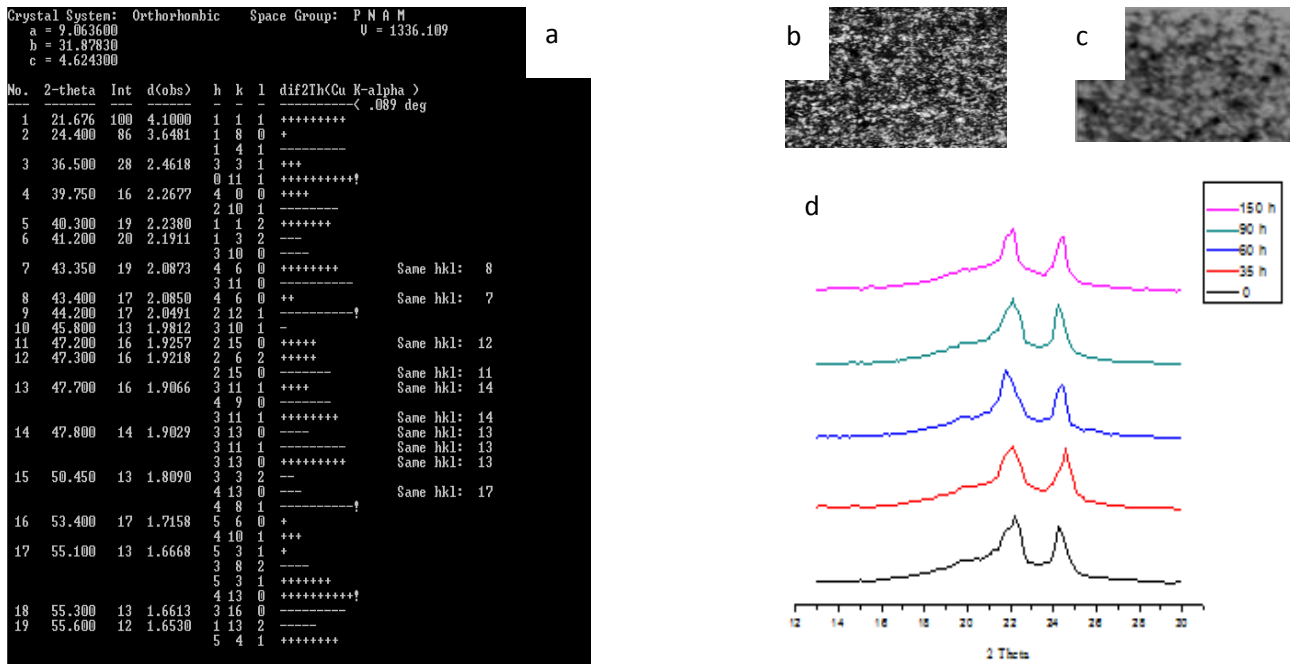 Crystal System: Orthorhombic Space Group: P N A M
a = 9.063600 V = 1336.109
b = 31.87830
c = 4.624300
No. 2-theta Int d(obs) h k l dif2Th(Cu K-alpha )
--- ------- --- ------ - - - ----------< .089 deg
1 21.676 100 4.1000 1 1 1 +++++++++
2 24.400 86 3.6481 1 8 0 +
1 4 1 ---------
3 36.500 28 2.4618 3 3 1 +++
0 11 1 ++++++++++!
4 39.750 16 2.2677 4 0 0 ++++
2 10 1 --------
5 40.300 19 2.2380 1 1 2 +++++++
6 41.200 20 2.1911 1 3 2 ---
3 10 0 ----
7 43.350 19 2.0873 4 6 0 ++++++++ Same hkl: 8
3 11 0 ----------
8 43.400 17 2.0850 4 6 0 ++ Same hkl: 7
9 44.200 17 2.0491 2 12 1 ----------!
10 45.800 13 1.9812 3 10 1 -
11 47.200 16 1.9257 2 15 0 +++++ Same hkl: 12
12 47.300 16 1.9218 2 6 2 +++++
2 15 0 ------- Same hkl: 11
13 47.700 16 1.9066 3 11 1 ++++ Same hkl: 14
4 9 0 -------
3 11 1 ++++++++ Same hkl: 14
14 47.800 14 1.9029 3 13 0 ---- Same hkl: 13
3 11 1 --------- Same hkl: 13
3 13 0 +++++++++ Same hkl: 13
15 50.450 13 1.8090 3 3 2 --
4 13 0 --- Same hkl: 17
4 8 1 ----------!
16 53.400 17 1.7158 5 6 0 +
4 10 1 +++
17 55.100 13 1.6668 5 3 1 +
3 8 2 ----
5 3 1 +++++++
4 13 0 ++++++++++!
18 55.300 13 1.6613 3 16 0 ---------
19 55.600 12 1.6530 1 13 2 -----
5 4 1 ++++++++
a
b
c
d
150 h
90 h
60 h
35 h
0
12 14 16 18 20 22 24 26 28 30
2 Theta